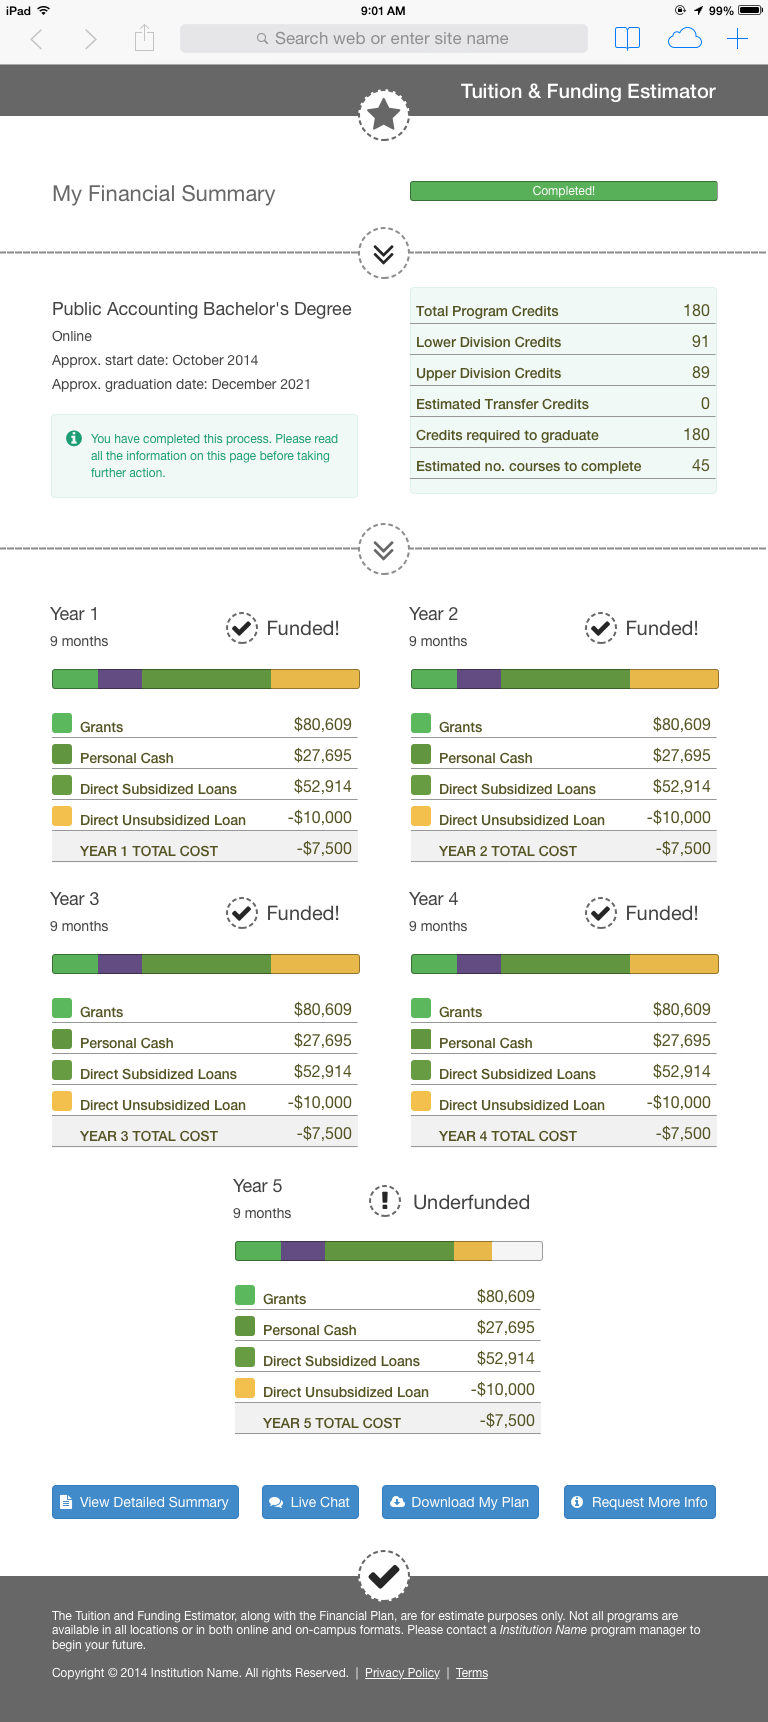 iPad 9:01 AM 99%
Search web or enter site name
Tuition & Funding Estimator
My Financial Summary
Completed!
Public Accounting Bachelor's Degree
Online
Approx. start date: October 2014
Approx. graduation date: December 2021
You have completed this process. Please read
all the information on this page before taking
further action.
Total Program Credits 180
Lower Division Credits 91
Upper Division Credits 89
Estimated Transfer Credits 0
Credits required to graduate 180
Estimated no. courses to complete 45
Year 1
9 months
Funded!
Grants $80,609
Personal Cash $27,695
Direct Subsidized Loans $52,914
Direct Unsubsidized Loan -$10,000
YEAR 1 TOTAL COST -$7,500
Year 2
9 months
Funded!
Grants $80,609
Personal Cash $27,695
Direct Subsidized Loans $52,914
Direct Unsubsidized Loan -$10,000
YEAR 2 TOTAL COST -$7,500
Year 3
9 months
Funded!
Grants $80,609
Personal Cash $27,695
Direct Subsidized Loans $52,914
Direct Unsubsidized Loan -$10,000
YEAR 3 TOTAL COST -$7,500
Year 4
9 months
Funded!
Grants $80,609
Personal Cash $27,695
Direct Subsidized Loans $52,914
Direct Unsubsidized Loan -$10,000
YEAR 4 TOTAL COST -$7,500
Year 5
9 months
Underfunded
Grants $80,609
Personal Cash $27,695
Direct Subsidized Loans $52,914
Direct Unsubsidized Loan -$10,000
YEAR 5 TOTAL COST -$7,500
View Detailed Summary
Live Chat
Download My Plan
Request More Info
The Tuition and Funding Estimator, along with the Financial Plan, are for estimate purposes only. Not all programs are
available in all locations or in both online and on-campus formats. Please contact a Institution Name program manager to
begin your future.
Copyright © 2014 Institution Name. All rights Reserved. | Privacy Policy | Terms